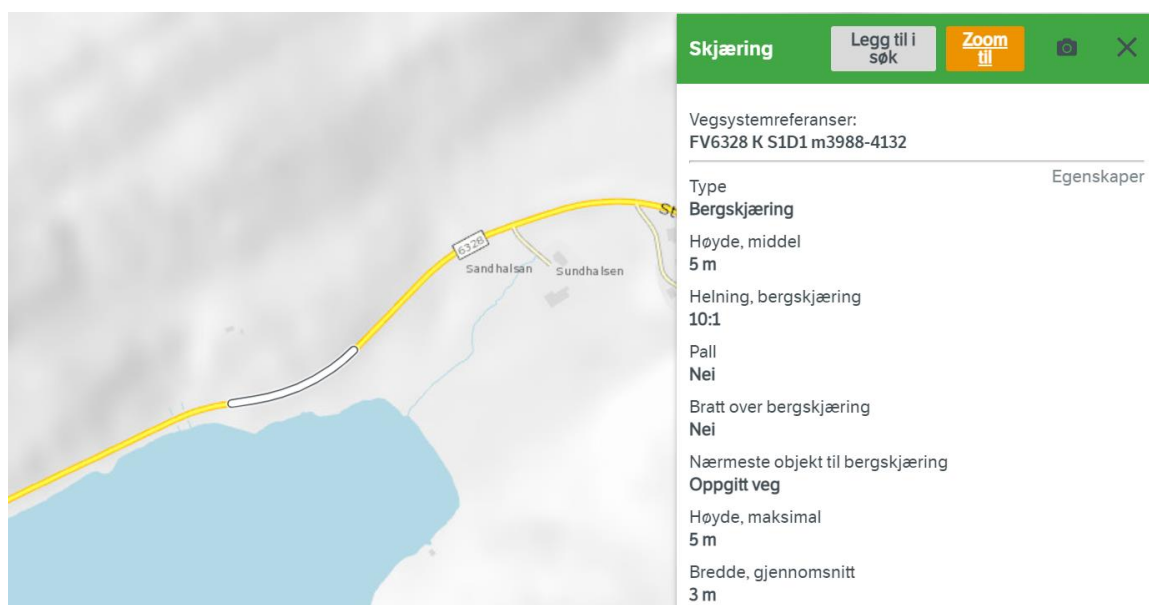 Skjæring
Legg til i
søk
Zoom
til
Vegsystemreferanser:
FV6328 K S1D1 m3988-4132
Egenskaper
Type
Bergskjæring
Høyde, middel
5 m
Helning, bergskjæring
10:1
Pall
Nei
Bratt over bergskjæring
Nei
Nærmeste objekt til bergskjæring
Oppgitt veg
Høyde, maksimal
5 m
Bredde, gjennomsnitt
3 m
6328
Sandhalsan
Sundhalsen
St